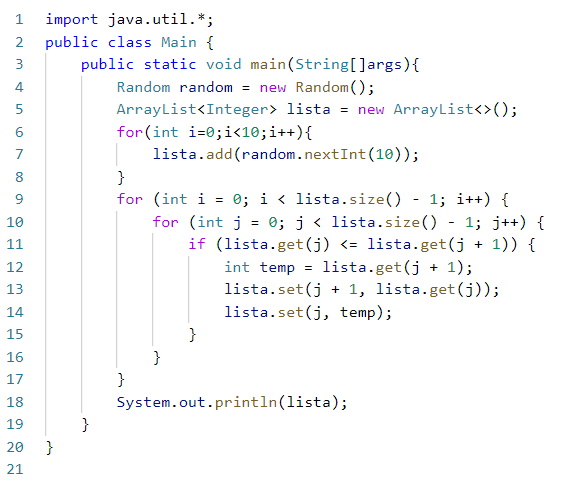 1 import java.util.*;
2 public class Main {
3     public static void main(String[]args){
4         Random random = new Random();
5         ArrayList<Integer> lista = new ArrayList<>();
6         for(int i=0;i<10;i++){
7             lista.add(random.nextInt(10));
8         }
9         for (int i = 0; i < lista.size() - 1; i++) {
10             for (int j = 0; j < lista.size() - 1; j++) {
11                 if (lista.get(j) <= lista.get(j + 1)) {
12                     int temp = lista.get(j + 1);
13                     lista.set(j + 1, lista.get(j));
14                     lista.set(j, temp);
15                 }
16             }
17         }
18         System.out.println(lista);
19     }
20 }
21